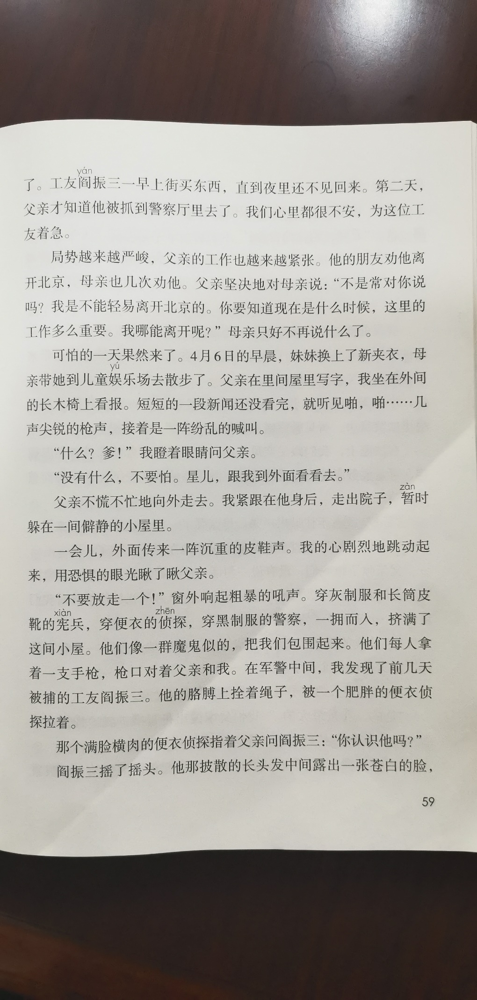 yán
了。工友阎振三一早上街买东西，直到夜里还不见回来。第二天，
父亲才知道他被抓到警察厅里去了。我们心里都很不安，为这位工
友着急。
局势越来越严峻，父亲的工作也越来越紧张。他的朋友劝他离
开北京，母亲也几次劝他。父亲坚决地对母亲说：“不是常对你说
吗？我是不能轻易离开北京的。你要知道现在是什么时候，这里的
工作多么重要。我哪能离开呢？”母亲只好不再说什么了。
可怕的一天果然来了。4月6日的早晨，妹妹换上了新夹衣，母
yú
亲带她到儿童娱乐场去散步了。父亲在里间屋里写字，我坐在外间
的长木椅上看报。短短的一段新闻还没看完，就听见啪，啪……几
声尖锐的枪声，接着是一阵纷乱的喊叫。
“什么？爹！”我瞪着眼睛问父亲。
“没有什么，不要怕。星儿，跟我到外面看看去。”
zàn
父亲不慌不忙地向外走去。我紧跟在他身后，走出院子，暂时
躲在一间僻静的小屋里。
一会儿，外面传来一阵沉重的皮鞋声。我的心剧烈地跳动起
来，用恐惧的眼光瞅了瞅父亲。
“不要放走一个！”窗外响起粗暴的吼声。穿灰制服和长筒皮
xiàn zhēn
靴的宪兵，穿便衣的侦探，穿黑制服的警察，一拥而入，挤满了
这间小屋。他们像一群魔鬼似的，把我们包围起来。他们每人拿
着一支手枪，枪口对着父亲和我。在军警中间，我发现了前几天
被捕的工友阎振三。他的胳膊上拴着绳子，被一个肥胖的便衣侦
探拉着。
那个满脸横肉的便衣侦探指着父亲问阎振三：“你认识他吗？”
阎振三摇了摇头。他那披散的长头发中间露出一张苍白的脸，
59